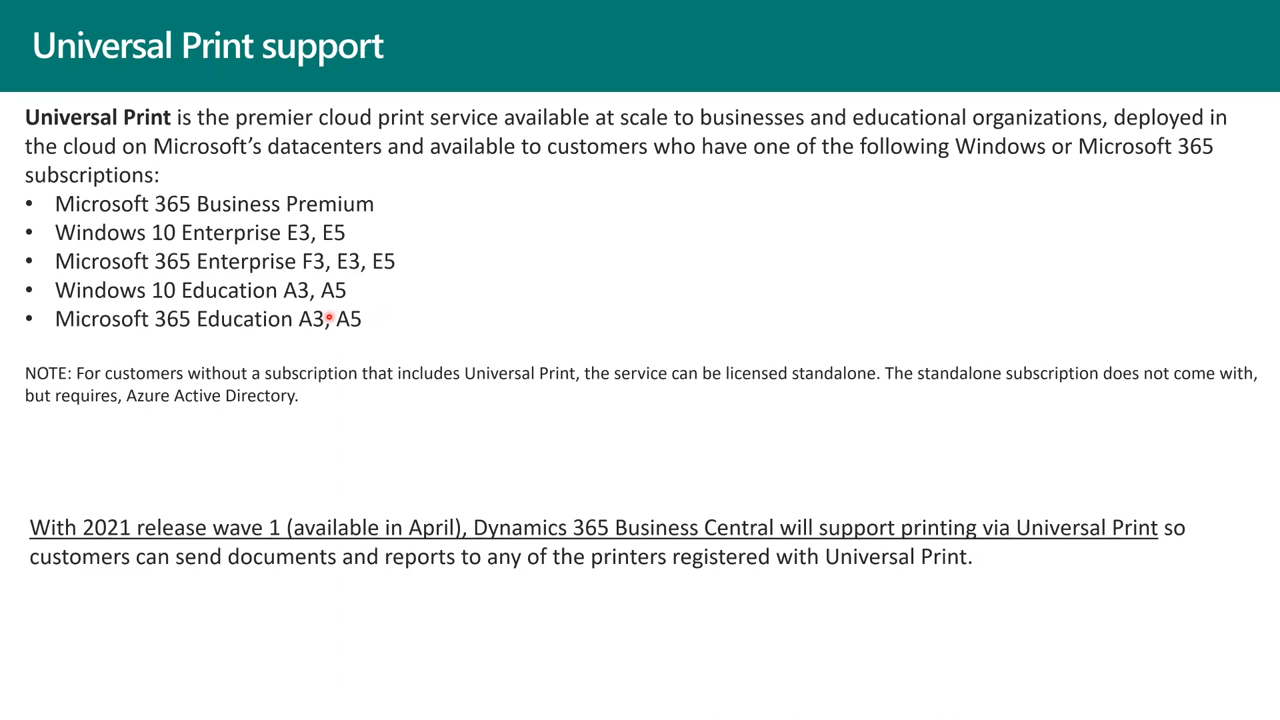 Universal Print support
Universal Print is the premier cloud print service available at scale to businesses and educational organizations, deployed in
the cloud on Microsoft’s datacenters and available to customers who have one of the following Windows or Microsoft 365
subscriptions:
• Microsoft 365 Business Premium
• Windows 10 Enterprise E3, E5
• Microsoft 365 Enterprise F3, E3, E5
• Windows 10 Education A3, A5
• Microsoft 365 Education A3, A5
NOTE: For customers without a subscription that includes Universal Print, the service can be licensed standalone. The standalone subscription does not come with,
but requires, Azure Active Directory.
With 2021 release wave 1 (available in April), Dynamics 365 Business Central will support printing via Universal Print so
customers can send documents and reports to any of the printers registered with Universal Print.